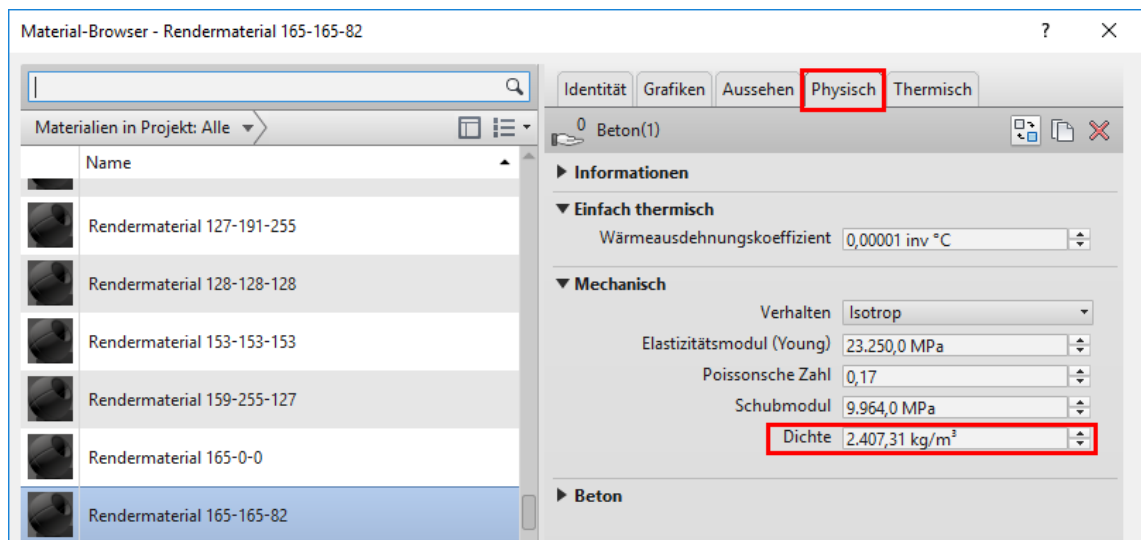 Material-Browser - Rendermaterial 165-165-82
?
Materialien in Projekt: Alle
Name
Rendermaterial 127-191-255
Rendermaterial 128-128-128
Rendermaterial 153-153-153
Rendermaterial 159-255-127
Rendermaterial 165-0-0
Rendermaterial 165-165-82
Identität Grafiken Aussehen Physisch Thermisch
0 Beton(1)
Informationen
Einfach thermisch
Wärmeausdehnungskoeffizient 0,00001 inv °C
Mechanisch
Verhalten Isotrop
Elastizitätsmodul (Young) 23.250,0 MPa
Poissonsche Zahl 0,17
Schubmodul 9.964,0 MPa
Dichte 2.407,31 kg/m³
Beton